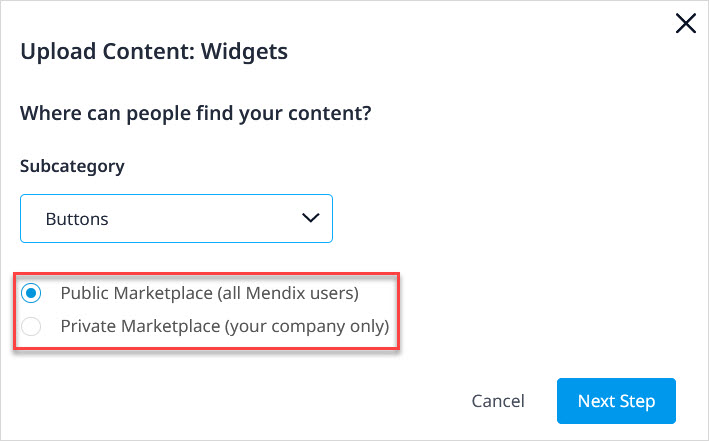 Upload Content: Widgets
Where can people find your content?
Subcategory
Buttons
Public Marketplace (all Mendix users)
Private Marketplace (your company only)
Cancel
Next Step